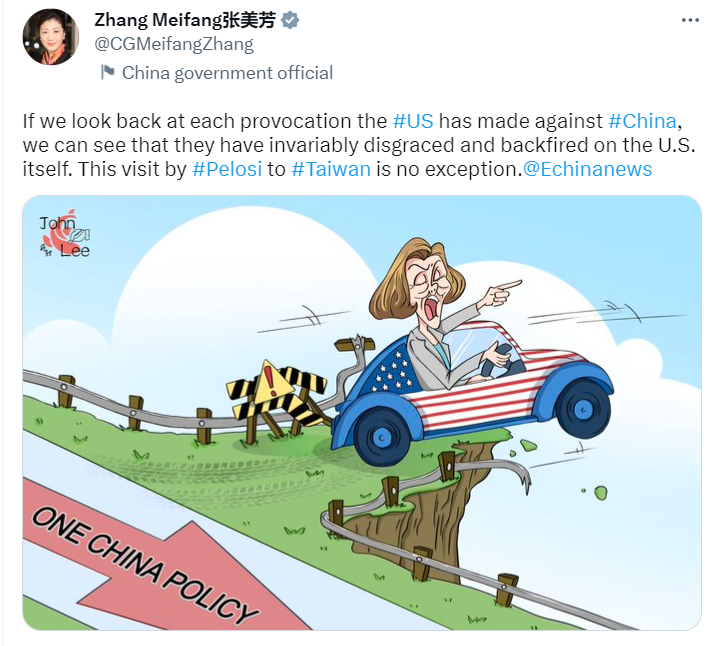 Zhang Meifang张美芳
@CGMeifangZhang
China government official
If we look back at each provocation the #US has made against #China,
we can see that they have invariably disgraced and backfired on the U.S.
itself. This visit by #Pelosi to #Taiwan is no exception.@Echinanews
John
Lee
!
ONE CHINA POLICY